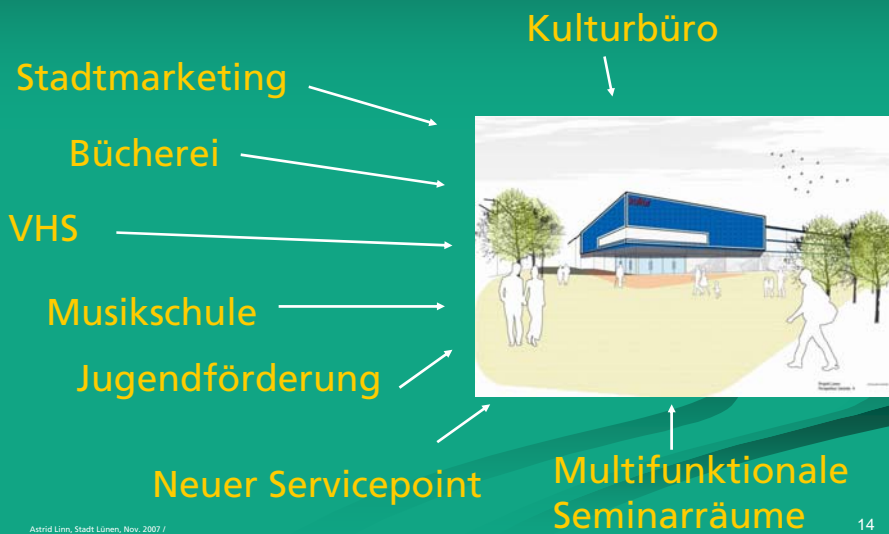 Kulturbüro
Stadtmarketing
Bücherei
VHS
Musikschule
Jugendförderung
Neuer Servicepoint
Multifunktionale
Seminarräume
Astrid Linn, Stadt Lünen, Nov. 2007 /
14